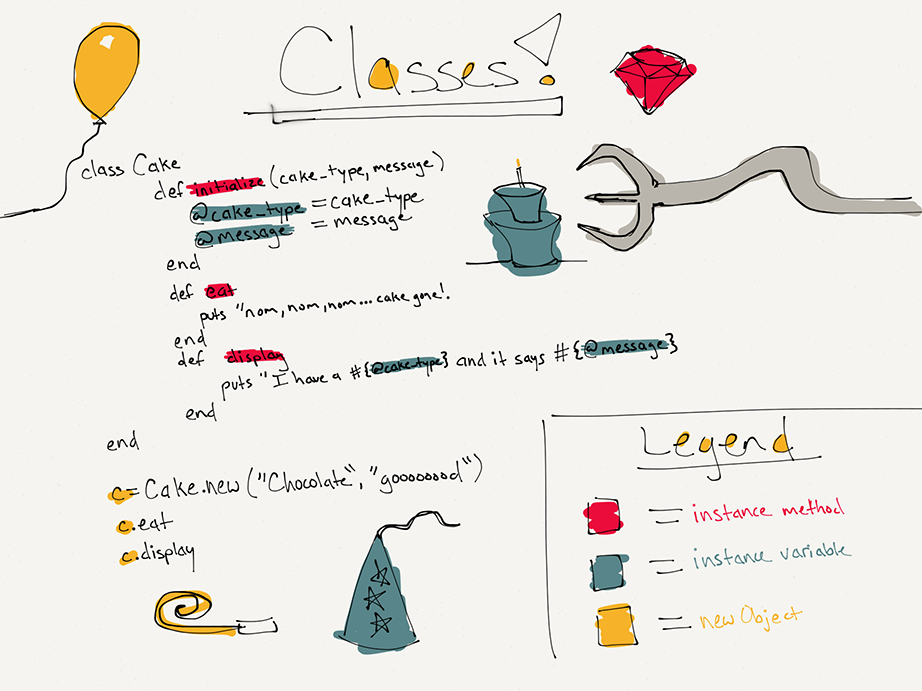 Classes!
class Cake
def initialize (cake_type, message)
@cake_type = cake_type
@message = message
end
def eat
puts "nom, nom, nom... cake gone!
end
def display
puts "I have a #{@cake_type} and it says #{@message}
end
end
c = Cake.new ("Chocolate", "goooooood")
c.eat
c.display
Legend
= instance method
= instance variable
= new Object